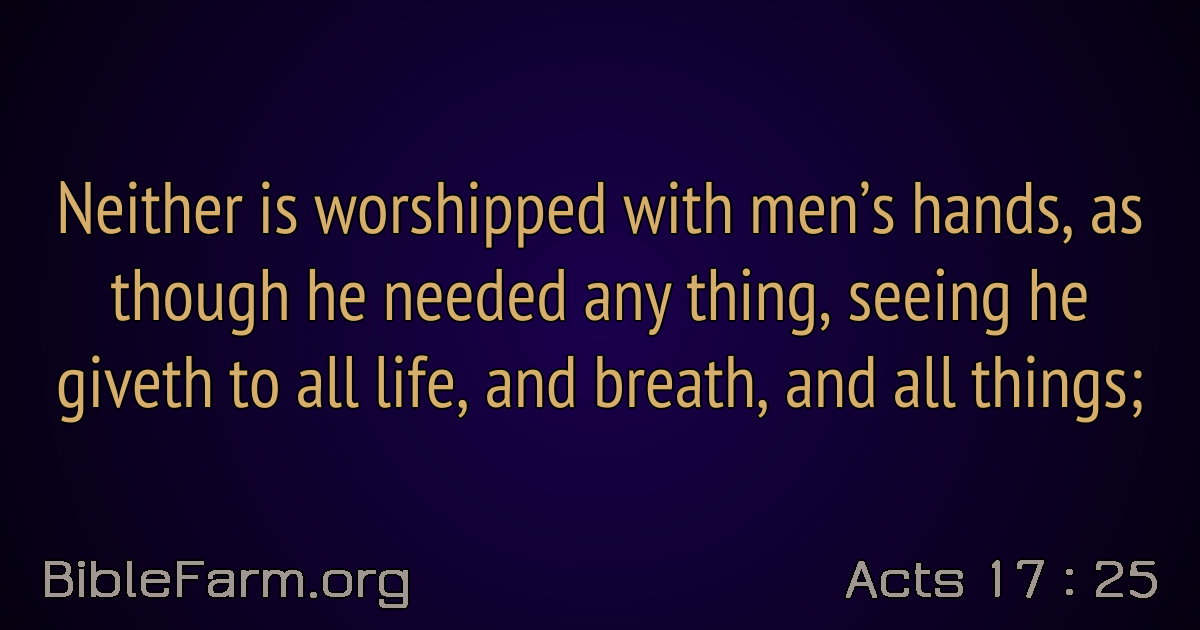 Neither is worshipped with men’s hands, as
though he needed any thing, seeing he
giveth to all life, and breath, and all things;
BibleFarm.org
Acts 17 : 25